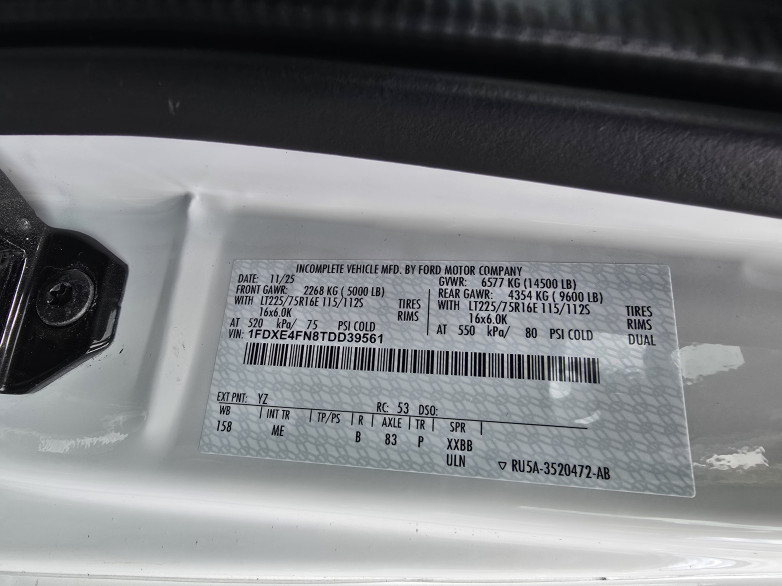 INCOMPLETE VEHICLE MFD. BY FORD MOTOR COMPANY
DATE: 11/25 GVWR: 6577 KG (14500 LB)
FRONT GAWR: 2268 KG ( 5000 LB) REAR GAWR: 4354 KG ( 9600 LB)
WITH LT225/75R16E 115/112S TIRES WITH LT225/75R16E 115/112S TIRES
16x6.0K RIMS 16x6.0K RIMS
AT 520 kPa/ 75 PSI COLD AT 550 kPa/ 80 PSI COLD DUAL
VIN: 1FDXE4FN8TDD39561
EXT PNT: YZ RC: 53 DSO:
WB INT TR TP/PS R AXLE TR SPR
158 ME B 83 P XXBB
ULN ▽ RU5A-3520472-AB